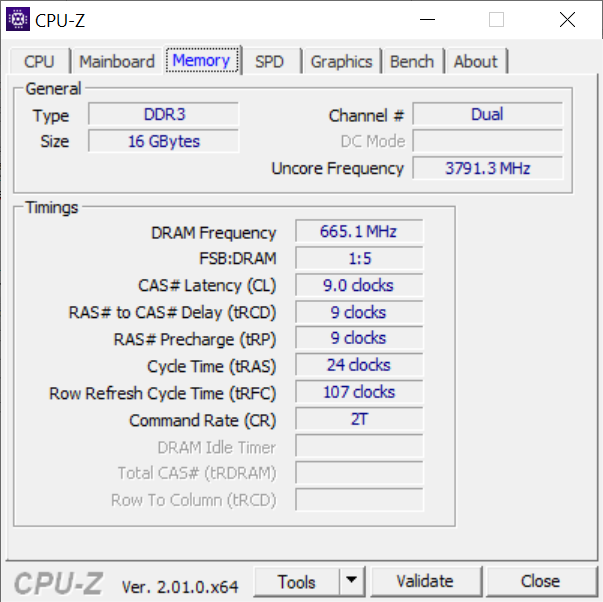 CPU-Z
CPU Mainboard Memory SPD Graphics Bench About
General
Type DDR3 Channel # Dual
Size 16 GBytes DC Mode
Uncore Frequency 3791.3 MHz
Timings
DRAM Frequency 665.1 MHz
FSB:DRAM 1:5
CAS# Latency (CL) 9.0 clocks
RAS# to CAS# Delay (tRCD) 9 clocks
RAS# Precharge (tRP) 9 clocks
Cycle Time (tRAS) 24 clocks
Row Refresh Cycle Time (tRFC) 107 clocks
Command Rate (CR) 2T
DRAM Idle Timer
Total CAS# (tRDRAM)
Row To Column (tRCD)
CPU-Z Ver. 2.01.0.x64 Tools Validate Close